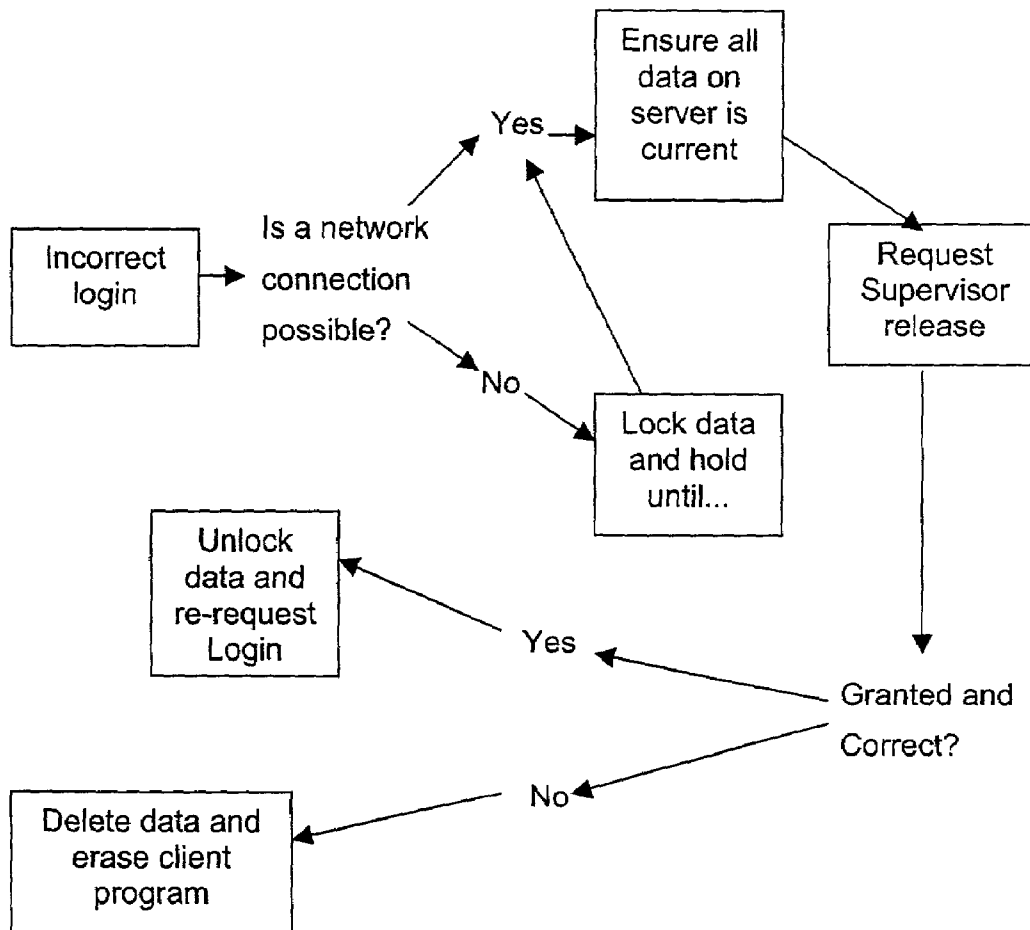 Incorrect
login
Is a network
connection
possible?
Yes
Ensure all
data on
server is
current
No
Lock data
and hold
until...
Request
Supervisor
release
Granted and
Correct?
Yes
Unlock
data and
re-request
Login
No
Delete data and
erase client
program